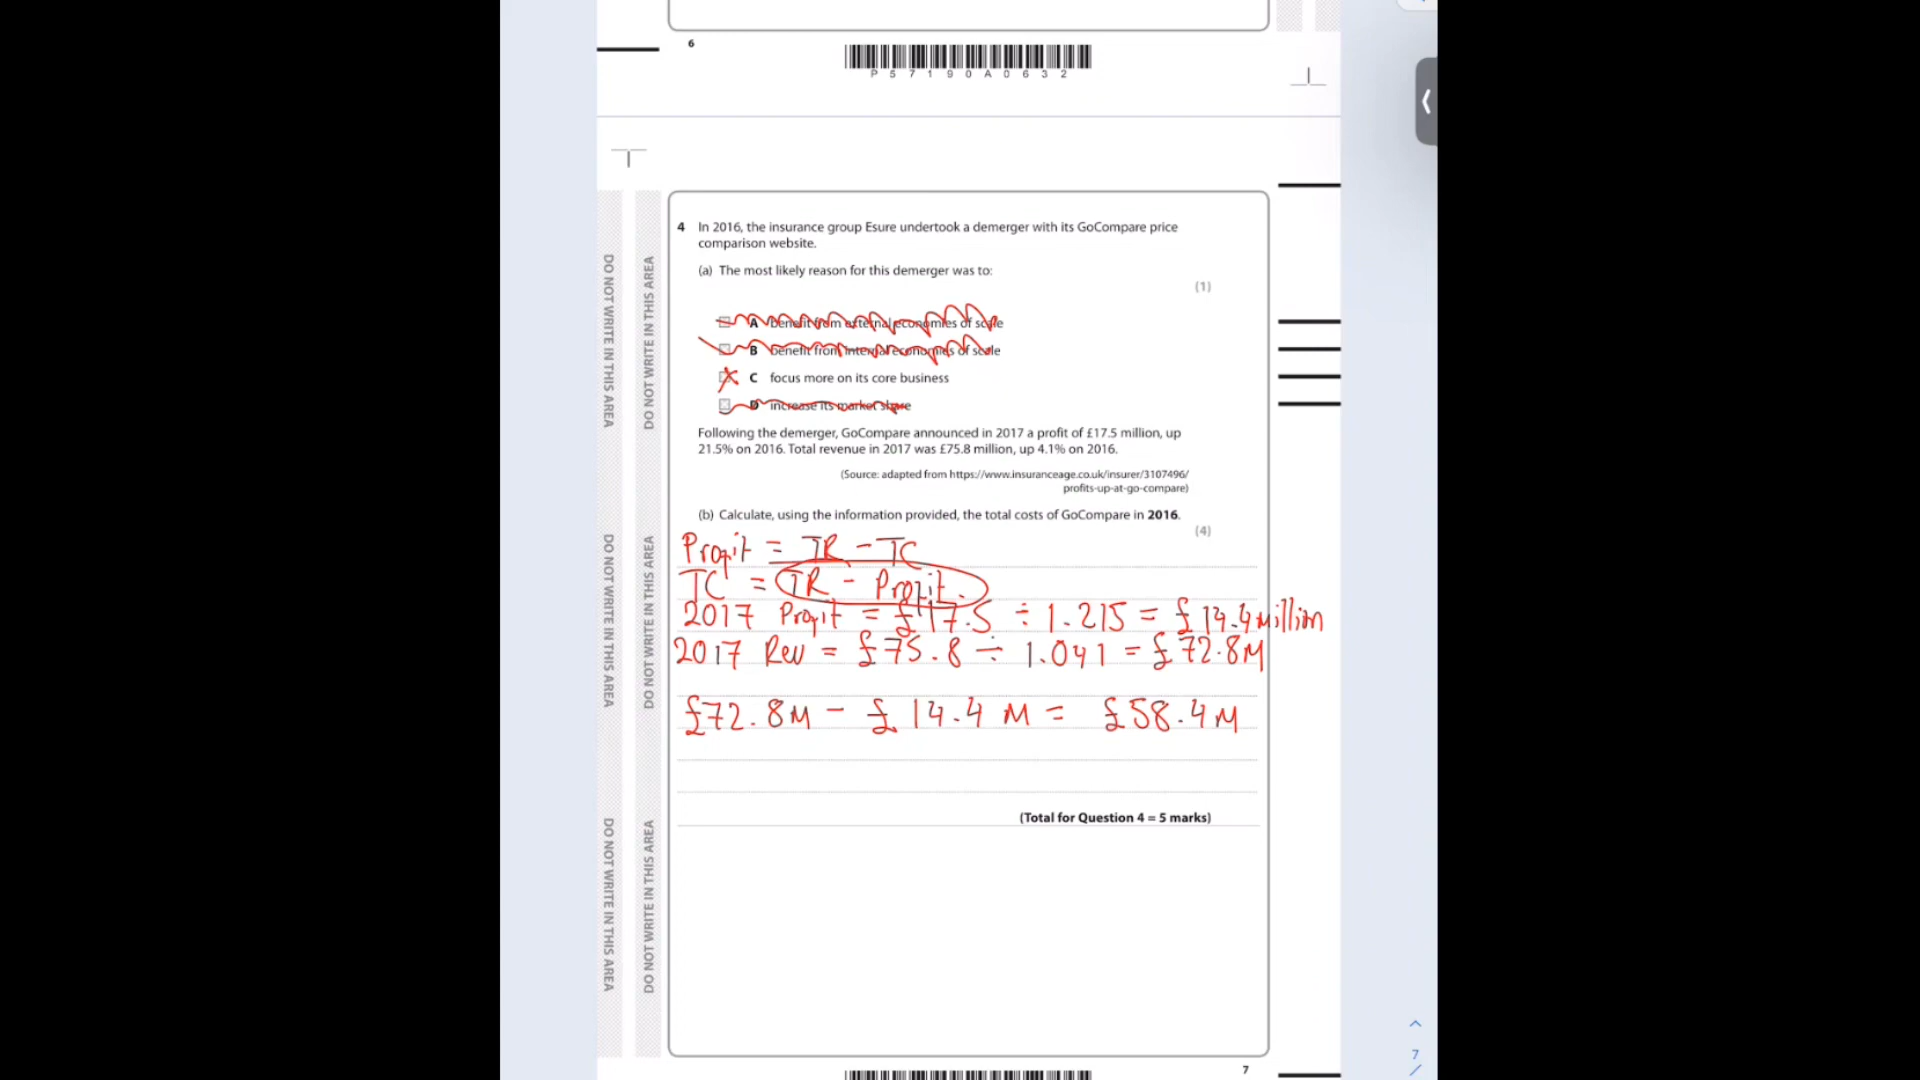 6
P57190A0632
DO NOT WRITE IN THIS AREA
DO NOT WRITE IN THIS AREA
DO NOT WRITE IN THIS AREA
DO NOT WRITE IN THIS AREA
DO NOT WRITE IN THIS AREA
DO NOT WRITE IN THIS AREA
4 In 2016, the insurance group Esure undertook a demerger with its GoCompare price
comparison website.
(a) The most likely reason for this demerger was to:
(1)
A benefit from external economies of scale
B benefit from internal economies of scale
C focus more on its core business
D increase its market share
Following the demerger, GoCompare announced in 2017 a profit of £17.5 million, up
21.5% on 2016. Total revenue in 2017 was £75.8 million, up 4.1% on 2016.
(Source: adapted from https://www.insuranceage.co.uk/insurer/3107496/
profits-up-at-go-compare)
(b) Calculate, using the information provided, the total costs of GoCompare in 2016.
(4)
Profit = TR - TC
TC = TR - Profit.
2017 Profit = £17.5 ÷ 1.215 = £14.4 million
2017 Rev = £75.8 ÷ 1.041 = £72.8M
£72.8M - £14.4M = £58.4M
(Total for Question 4 = 5 marks)
7
7